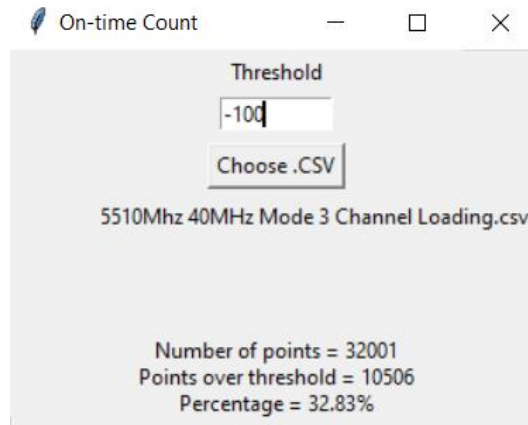 On-time Count
Threshold
-100
Choose .CSV
5510Mhz 40MHz Mode 3 Channel Loading.csv
Number of points = 32001
Points over threshold = 10506
Percentage = 32.83%